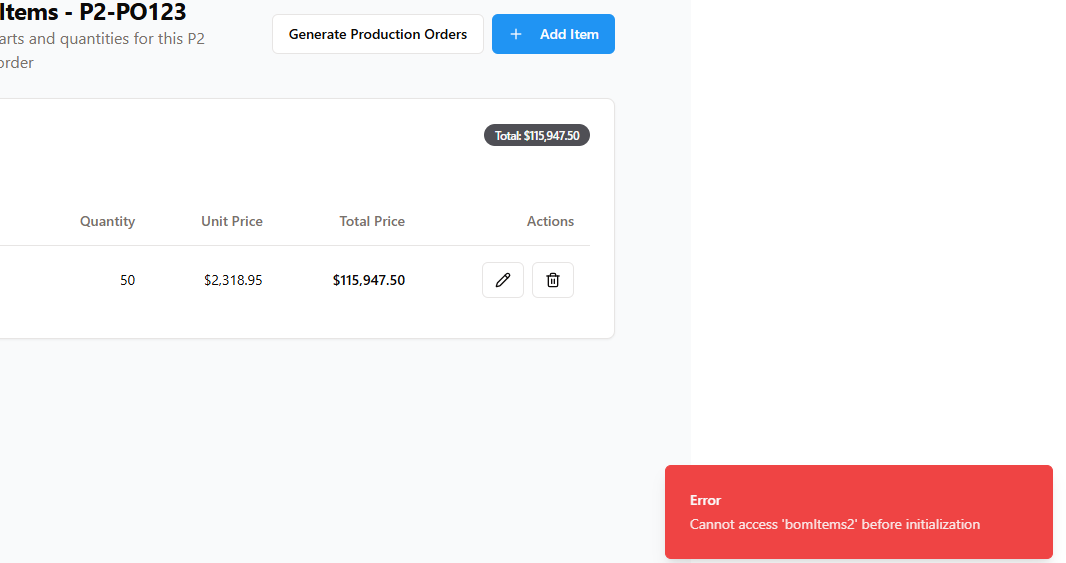 Items - P2-PO123
arts and quantities for this P2
order
Generate Production Orders
+ Add Item
Total: $115,947.50
Quantity Unit Price Total Price Actions
50 $2,318.95 $115,947.50
Error
Cannot access 'bomItems2' before initialization